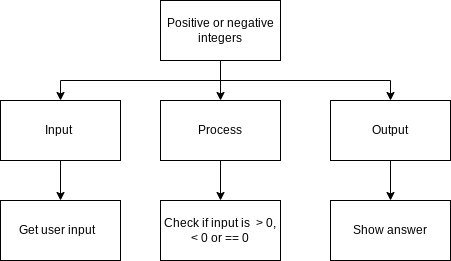 Positive or negative
integers
Input
Process
Output
Get user input
Check if input is > 0,
< 0 or == 0
Show answer